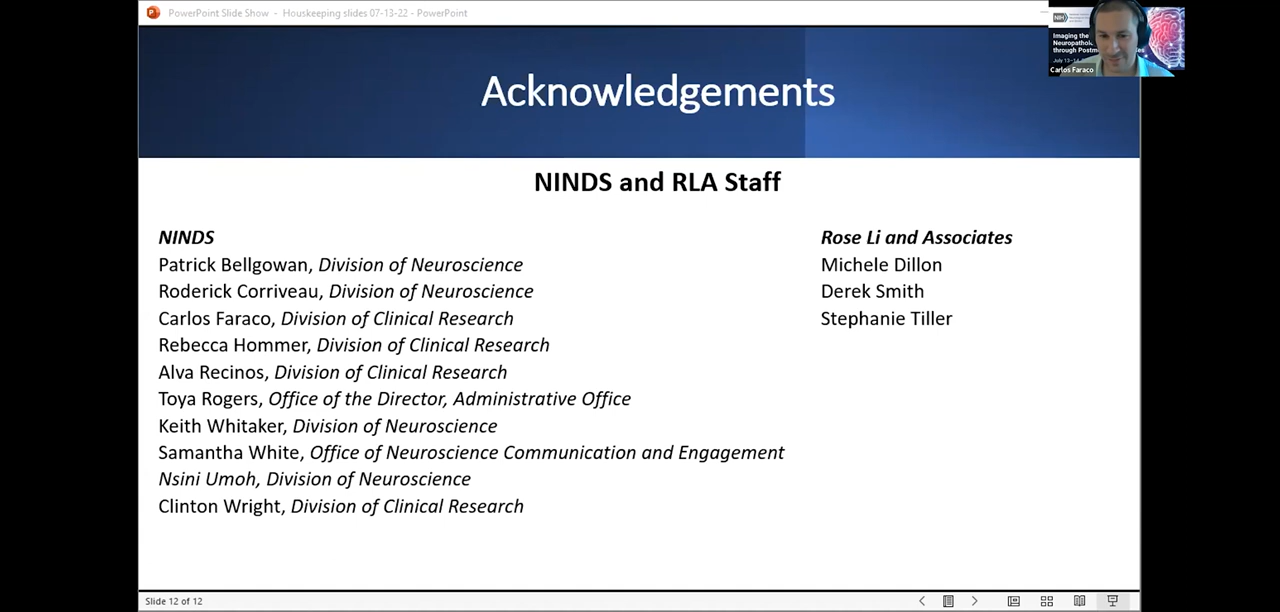 PowerPoint Slide Show - Houskeeping slides 07-13-22 - PowerPoint
NIH
Imaging the
through
July 13-
Carlos Faraco
Acknowledgements
NINDS and RLA Staff
NINDS
Patrick Bellgowan, Division of Neuroscience
Roderick Corriveau, Division of Neuroscience
Carlos Faraco, Division of Clinical Research
Rebecca Hommer, Division of Clinical Research
Alva Recinos, Division of Clinical Research
Toya Rogers, Office of the Director, Administrative Office
Keith Whitaker, Division of Neuroscience
Samantha White, Office of Neuroscience Communication and Engagement
Nsini Umoh, Division of Neuroscience
Clinton Wright, Division of Clinical Research
Rose Li and Associates
Michele Dillon
Derek Smith
Stephanie Tiller
Slide 12 of 12